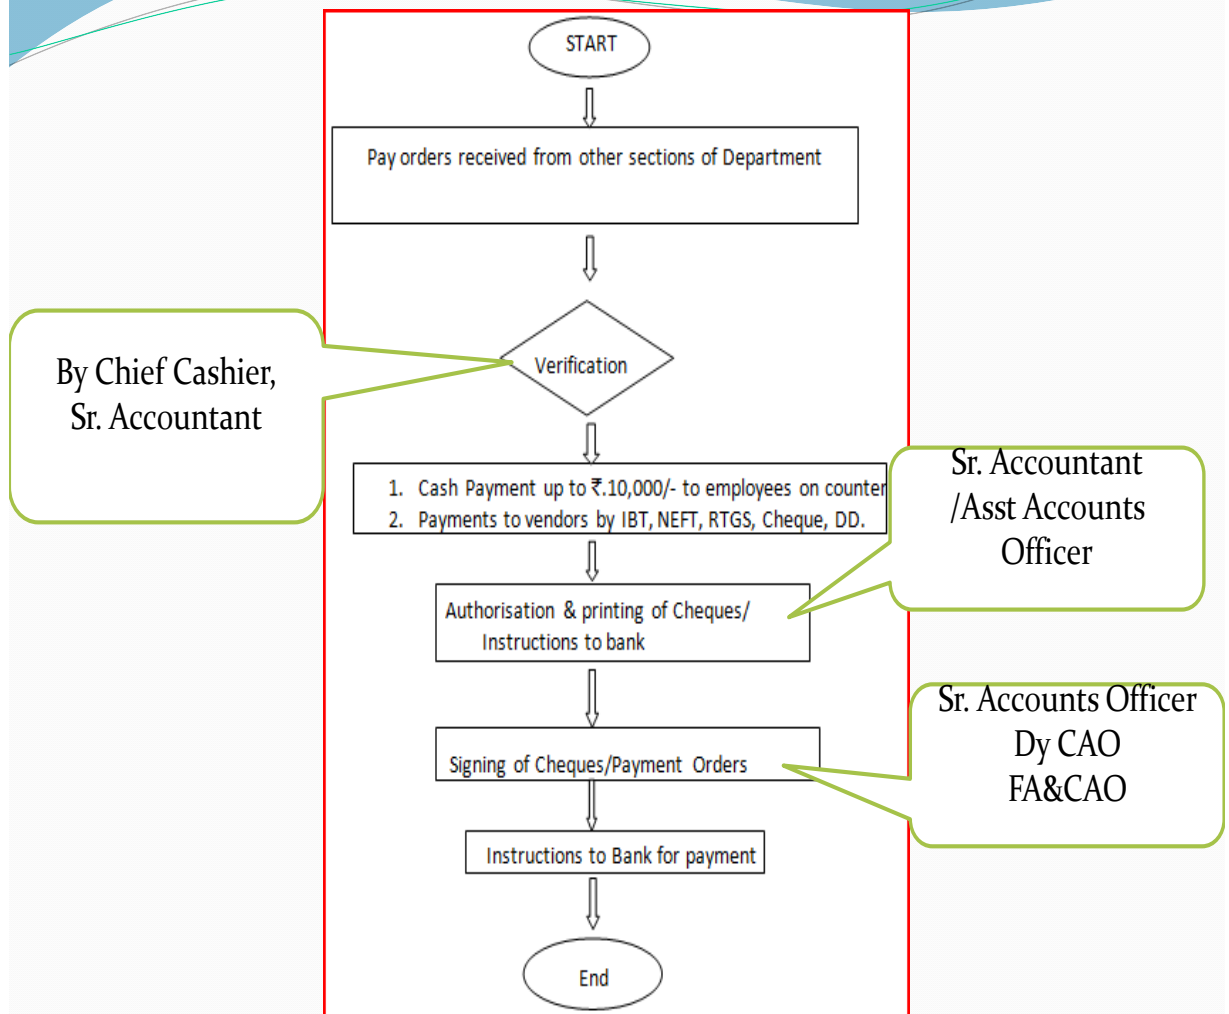 START
Pay orders received from other sections of Department
Verification
By Chief Cashier,
Sr. Accountant
1. Cash Payment up to ₹.10,000/- to employees on counter
2. Payments to vendors by IBT, NEFT, RTGS, Cheque, DD.
Sr. Accountant
/Asst Accounts
Officer
Authorisation & printing of Cheques/
Instructions to bank
Sr. Accounts Officer
Dy CAO
FA&CAO
Signing of Cheques/Payment Orders
Instructions to Bank for payment
End